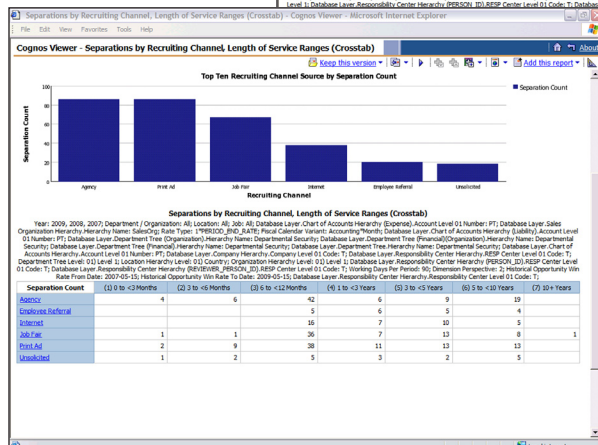 Level 1; Database Layer.Responsibility Center Hierarchy (PERSON_ID).RESP Center Level 01 Code: T; Databas
Separations by Recruiting Channel, Length of Service Ranges (Crosstab) - Cognos Viewer - Microsoft Internet Explorer
File Edit View Favorites Tools Help
Cognos Viewer - Separations by Recruiting Channel, Length of Service Ranges (Crosstab) About
Keep this version Add this report
Top Ten Recruiting Channel Source by Separation Count
Separation Count
100
80
60
40
20
0
Separation Count
Agency Print Ad Job Fair Internet Employee Referral Unsolicited
Recruiting Channel
Separations by Recruiting Channel, Length of Service Ranges (Crosstab)
Year: 2009, 2008, 2007; Department / Organization: All; Location: All; Job: All; Database Layer.Chart of Accounts Hierarchy (Expense).Account Level 01 Number: PT; Database Layer.Sales
Organization Hierarchy.Hierarchy Name: SalesOrg; Rate Type: 1*PERIOD_END_RATE; Fiscal Calendar Variant: Accounting*Month; Database Layer.Chart of Accounts Hierarchy (Liability).Account Level
01 Number: PT; Database Layer.Department Tree (Organization).Hierarchy Name: Departmental Security; Database Layer.Department Tree (Financial)(Organization).Hierarchy Name: Departmental
Security; Database Layer.Department Tree (Financial).Hierarchy Name: Departmental Security; Database Layer.Department Tree.Hierarchy Name: Departmental Security; Database Layer.Chart of
Accounts Hierarchy.Account Level 01 Number: PT; Database Layer.Company Hierarchy.Company Level 01 Code: T; Database Layer.Responsibility Center Hierarchy.RESP Center Level 01 Code: T;
Department Tree Level: 01) Level 1; Location Hierarchy Level: 01) Country; Organization Hierarchy Level: 01) Level 1; Database Layer.Responsibility Center Hierarchy (PERSON_ID).RESP Center Level
01 Code: T; Database Layer.Responsibility Center Hierarchy (REVIEWER_PERSON_ID).RESP Center Level 01 Code: T; Working Days Per Period: 90; Dimension Perspective: 2; Historical Opportunity Win
Rate From Date: 2007-05-15; Historical Opportunity Win Rate To Date: 2009-05-15; Database Layer.Responsibility Center Hierarchy.Responsibility Center Level 01 Code: T;
Separation Count (1) 0 to <3 Months (2) 3 to <6 Months (3) 6 to <12 Months (4) 1 to <3 Years (5) 3 to <5 Years (6) 5 to <10 Years (7) 10+ Years
Agency 4 6 42 6 9 19
Employee Referral 5 6 5 4
Internet 16 7 10 5
Job Fair 1 1 36 7 13 8 1
Print Ad 2 9 38 11 13 13
Unsolicited 1 2 5 3 2 5